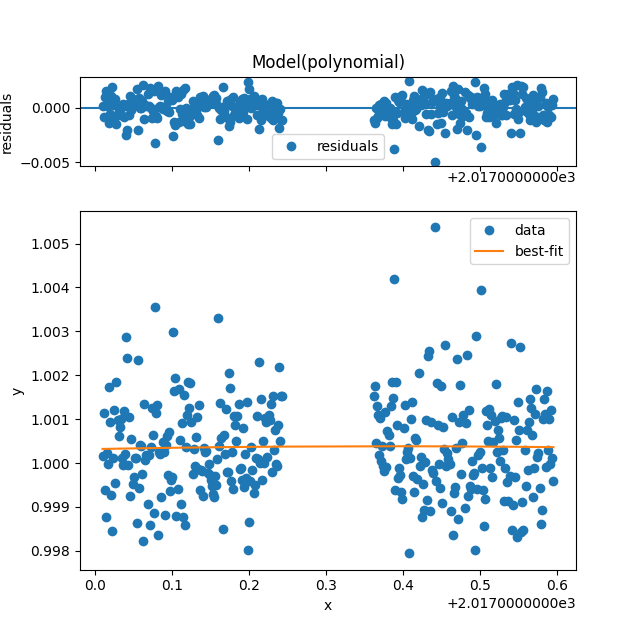 Model(polynomial)
residuals
0.000
−0.005
residuals
+2.0170000000e3
y
1.005
1.004
1.003
1.002
1.001
1.000
0.999
0.998
data
best-fit
0.0 0.1 0.2 0.3 0.4 0.5 0.6
x
+2.0170000000e3